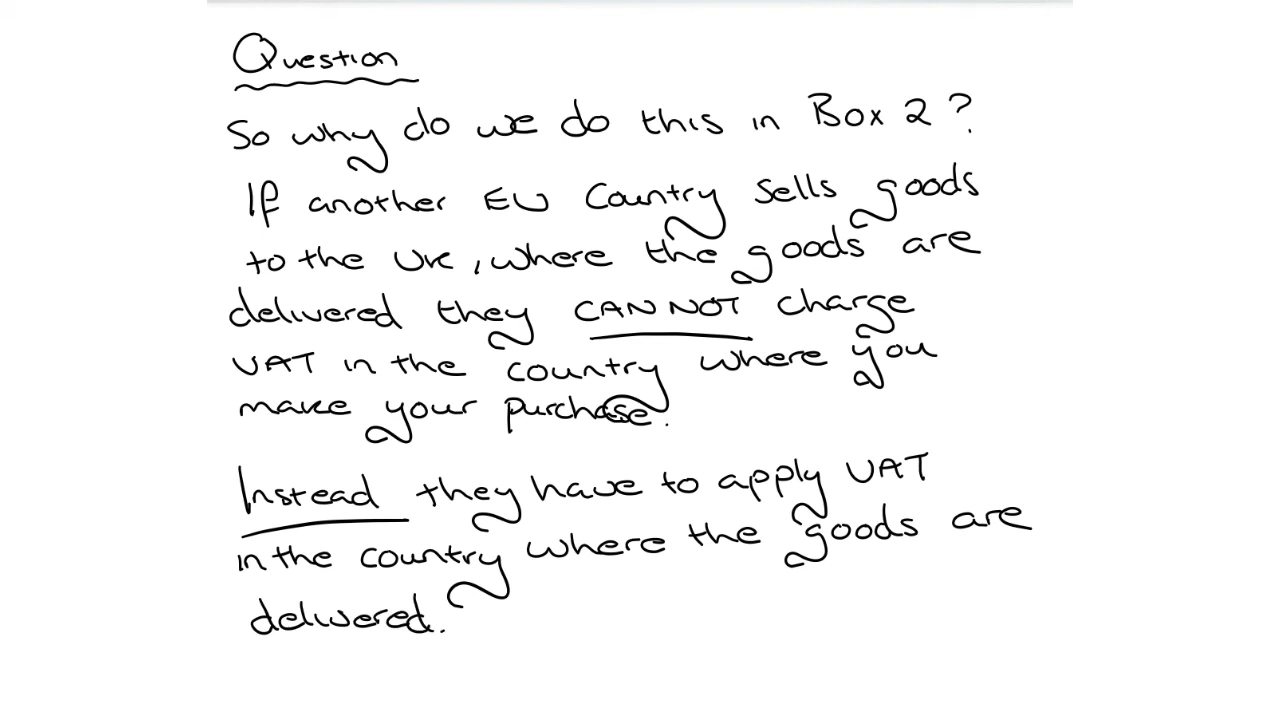 Question
So why do we do this in Box 2?
If another EU Country sells goods
to the UK, where the goods are
delivered they CANNOT charge
VAT in the country where you
make your purchase.
Instead they have to apply VAT
in the country where the goods are
delivered.